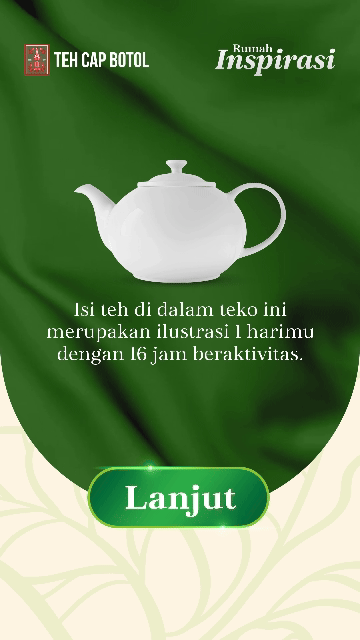 TEH CAP BOTOL
Rumah
Inspirasi
Isi teh di dalam teko ini
merupakan ilustrasi 1 harimu
dengan 16 jam beraktivitas.
Lanjut